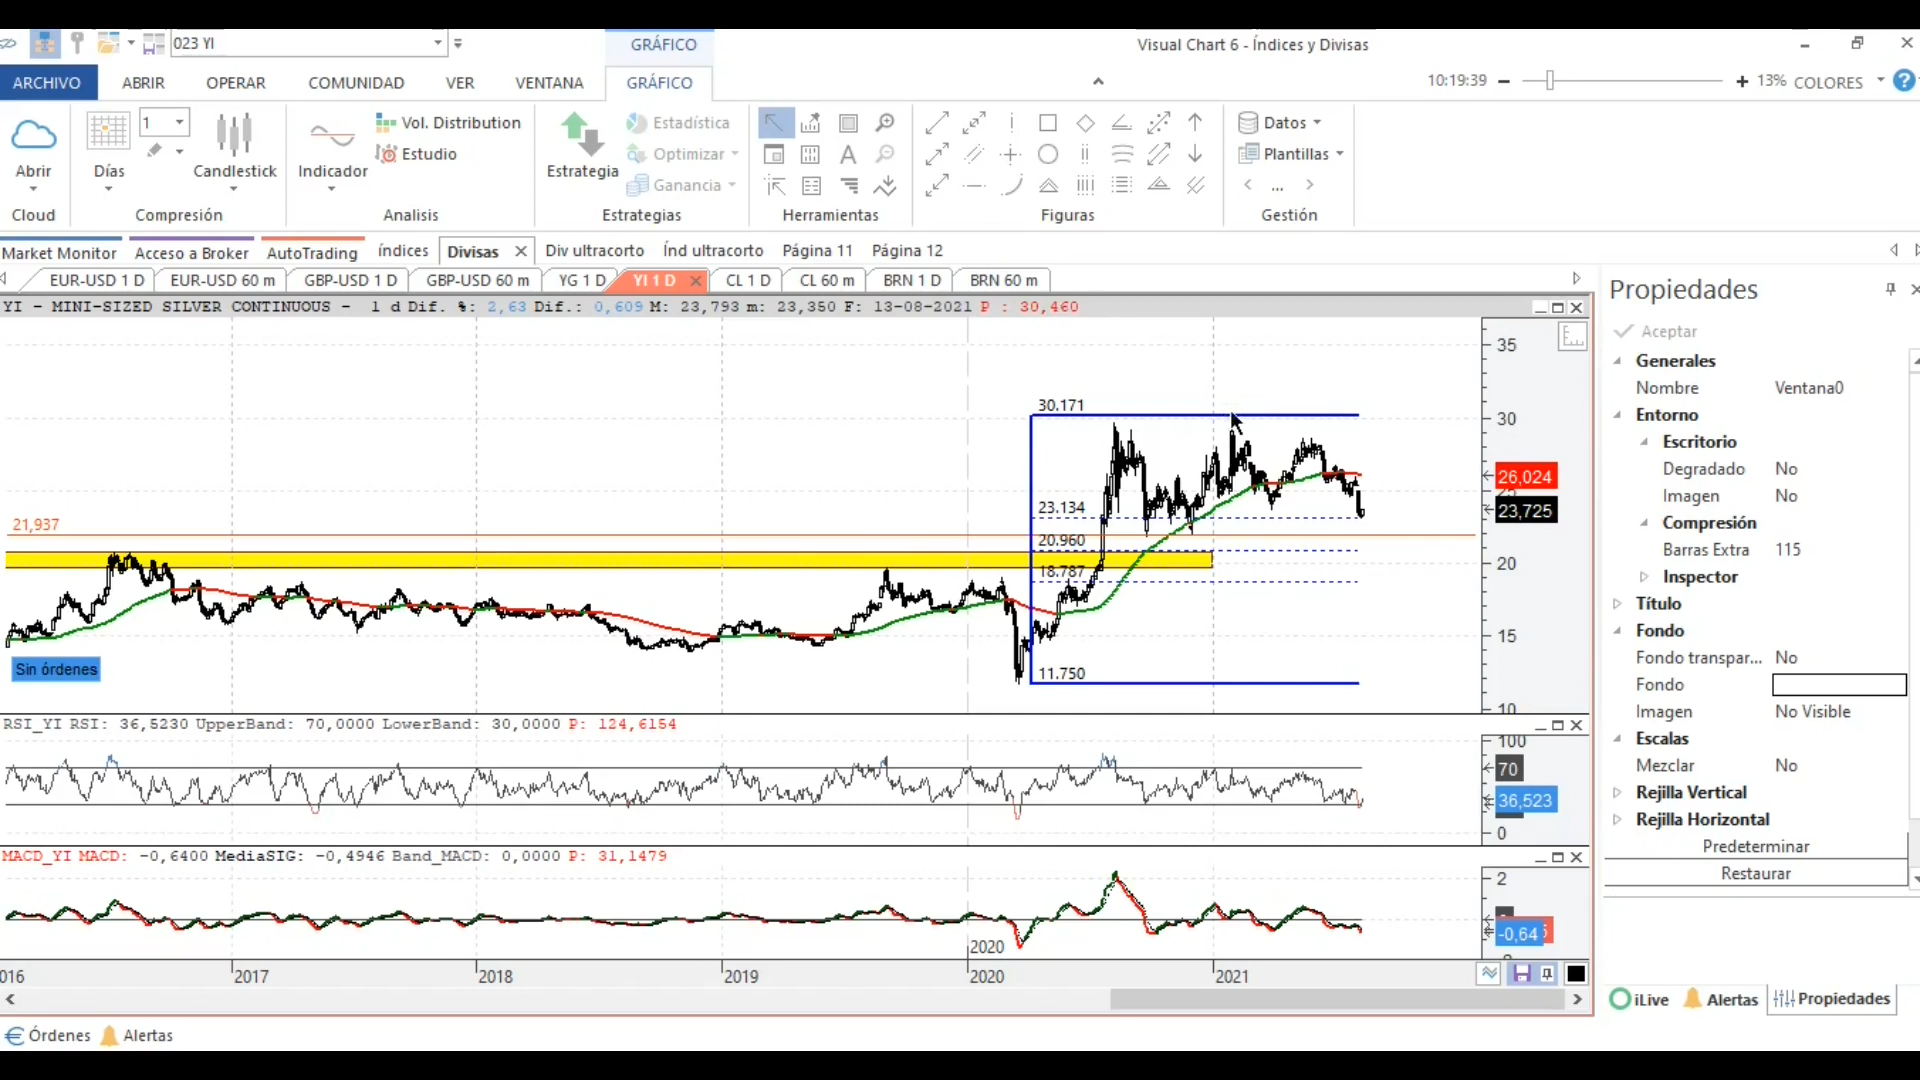 023 YI
GRÁFICO
Visual Chart 6 - Índices y Divisas
ARCHIVO ABRIR OPERAR COMUNIDAD VER VENTANA GRÁFICO
10:19:39 13% COLORES
1
Vol. Distribution
Estudio
Abrir Días Candlestick Indicador Estrategia
Estadística
Optimizar
Ganancia
Datos
Plantillas
...
Cloud Compresión Analisis Estrategias Herramientas Figuras Gestión
Market Monitor Acceso a Broker AutoTrading índices Divisas Div ultracorto Índ ultracorto Página 11 Página 12
EUR-USD 1 D EUR-USD 60 m GBP-USD 1 D GBP-USD 60 m YG 1 D YI 1 D CL 1 D CL 60 m BRN 1 D BRN 60 m
YI - MINI-SIZED SILVER CONTINUOUS - 1 d Dif. %: 2,63 Dif.: 0,609 M: 23,793 m: 23,350 F: 13-08-2021 P : 30,460
35
30.171
30
26,024
25
23,725
23.134
21,937
20.960
20
18.787
15
Sin órdenes
11.750
10
RSI_YI RSI: 36,5230 UpperBand: 70,0000 LowerBand: 30,0000 P: 124,6154
100
70
36,523
0
MACD_YI MACD: -0,6400 MediaSIG: -0,4946 Band_MACD: 0,0000 P: 31,1479
2
-0,64
2020
016 2017 2018 2019 2020 2021
Órdenes Alertas
Propiedades
Aceptar
Generales
Nombre Ventana0
Entorno
Escritorio
Degradado No
Imagen No
Compresión
Barras Extra 115
Inspector
Título
Fondo
Fondo transpar... No
Fondo
Imagen No Visible
Escalas
Mezclar No
Rejilla Vertical
Rejilla Horizontal
Predeterminar
Restaurar
iLive Alertas Propiedades